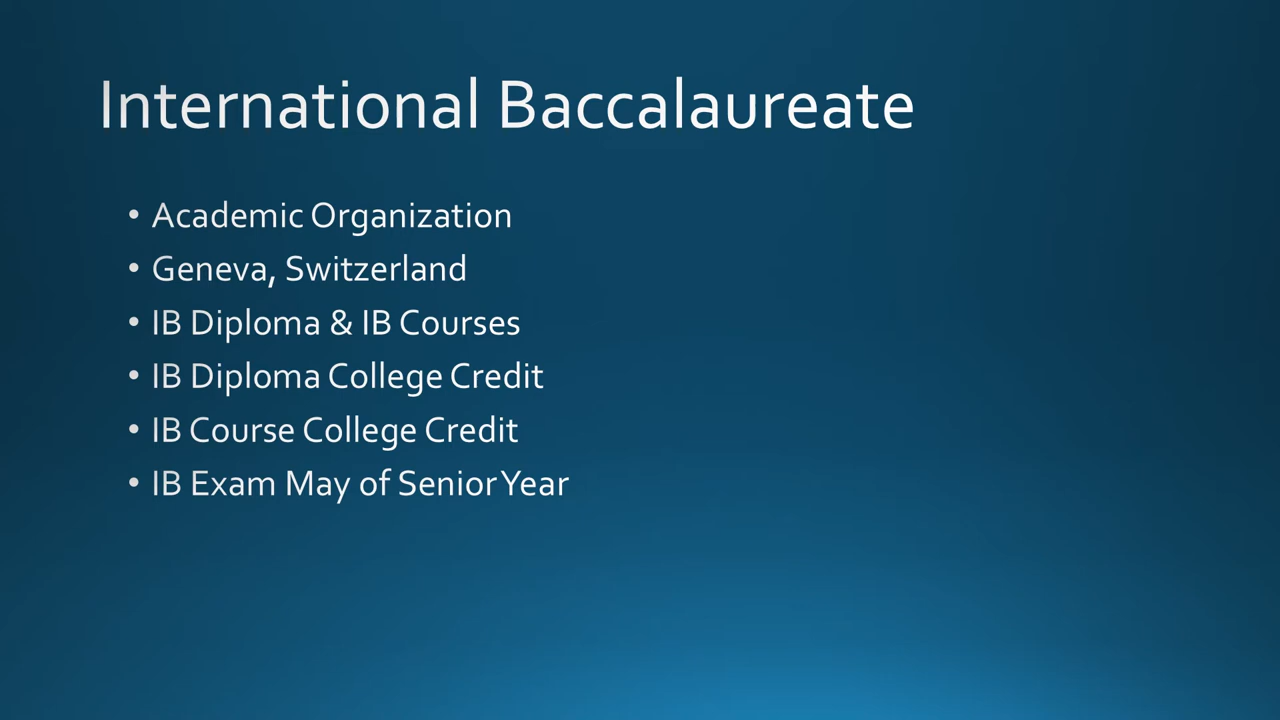 International Baccalaureate
• Academic Organization
• Geneva, Switzerland
• IB Diploma & IB Courses
• IB Diploma College Credit
• IB Course College Credit
• IB Exam May of Senior Year